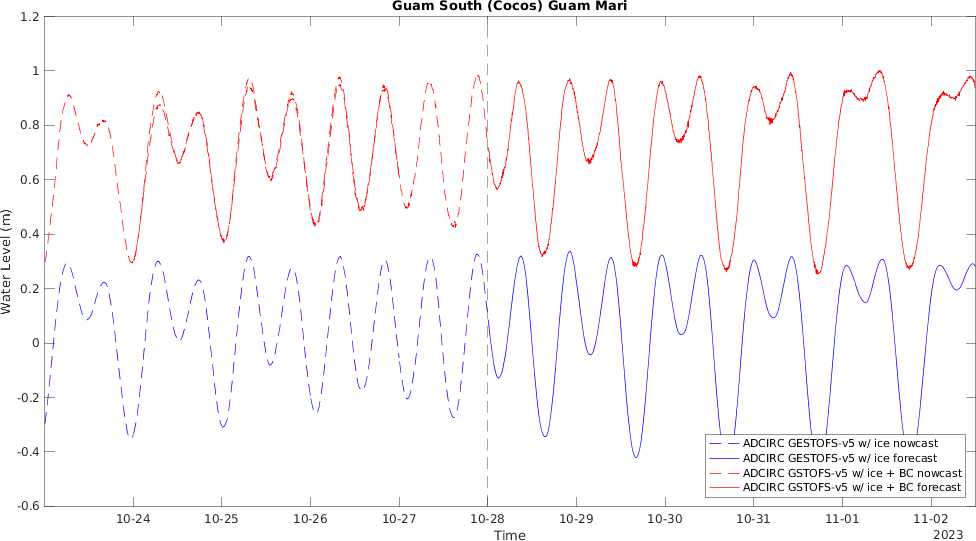 Guam South (Cocos) Guam Mari
1.2
1
0.8
0.6
0.4
0.2
0
-0.2
-0.4
-0.6
Water Level (m)
10-24 10-25 10-26 10-27 10-28 10-29 10-30 10-31 11-01 11-02
Time
2023
ADCIRC GESTOFS-v5 w/ ice nowcast
ADCIRC GESTOFS-v5 w/ ice forecast
ADCIRC GSTOFS-v5 w/ ice + BC nowcast
ADCIRC GSTOFS-v5 w/ ice + BC forecast